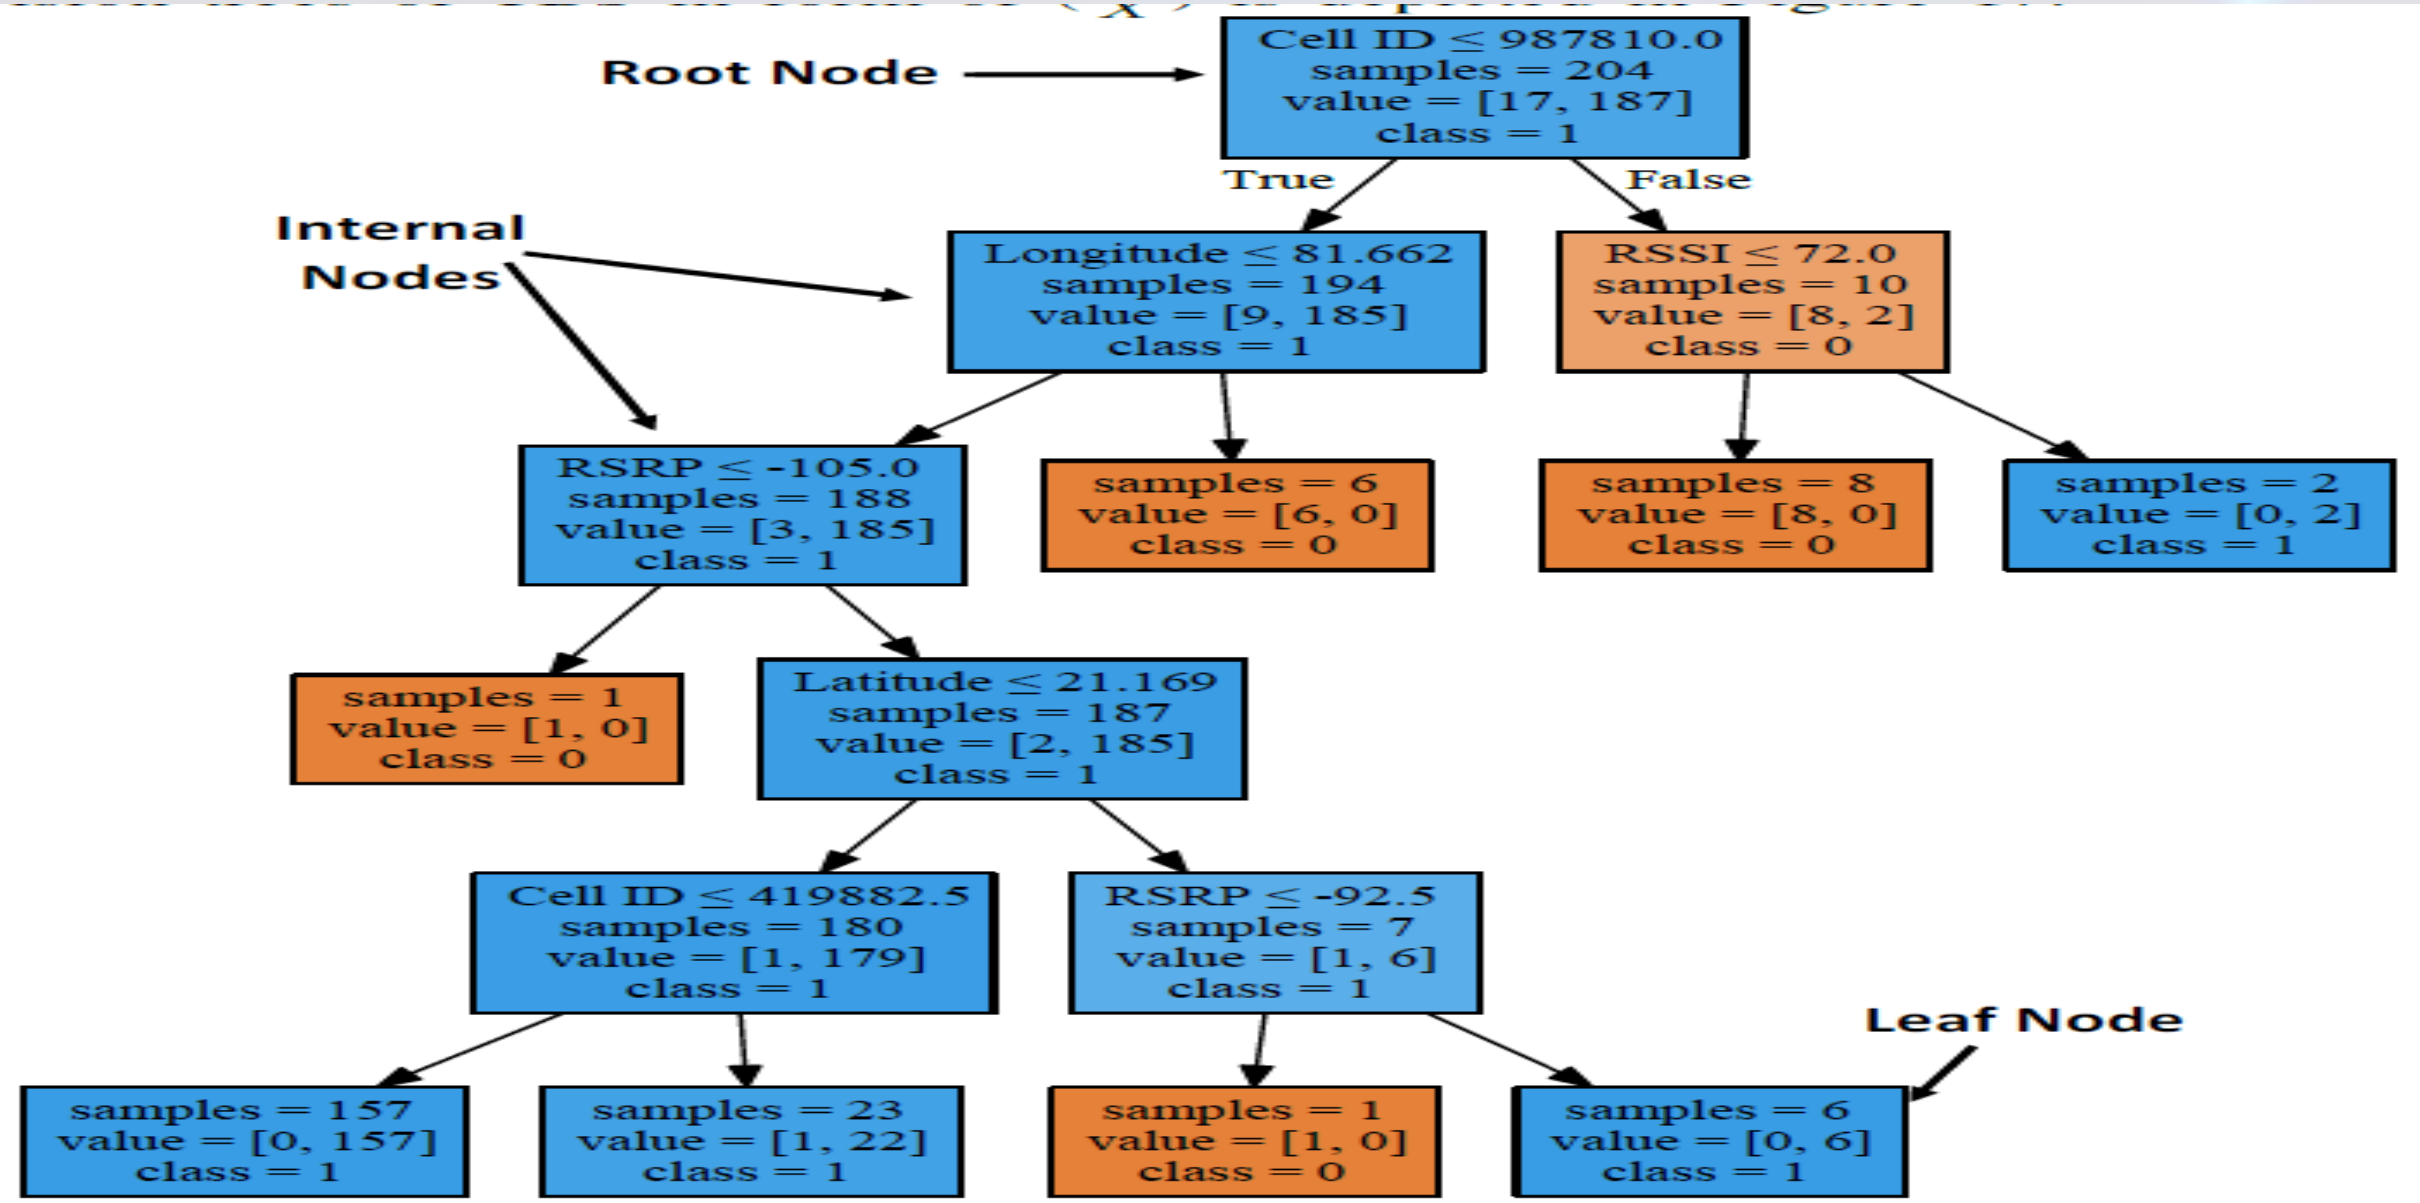 Cell ID ≤ 987810.0
samples = 204
value = [17, 187]
class = 1
Root Node
True
False
Internal
Nodes
Longitude ≤ 81.662
samples = 194
value = [9, 185]
class = 1
RSSI ≤ 72.0
samples = 10
value = [8, 2]
class = 0
RSRP ≤ -105.0
samples = 188
value = [3, 185]
class = 1
samples = 6
value = [6, 0]
class = 0
samples = 8
value = [8, 0]
class = 0
samples = 2
value = [0, 2]
class = 1
samples = 1
value = [1, 0]
class = 0
Latitude ≤ 21.169
samples = 187
value = [2, 185]
class = 1
Cell ID ≤ 419882.5
samples = 180
value = [1, 179]
class = 1
RSRP ≤ -92.5
samples = 7
value = [1, 6]
class = 1
Leaf Node
samples = 157
value = [0, 157]
class = 1
samples = 23
value = [1, 22]
class = 1
samples = 1
value = [1, 0]
class = 0
samples = 6
value = [0, 6]
class = 1